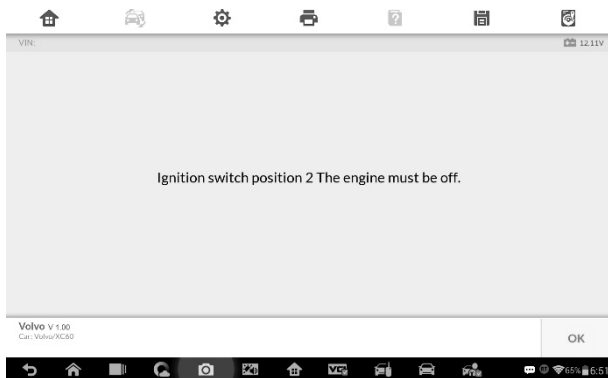 VIN:
12.11V
Ignition switch position 2 The engine must be off.
Volvo V 1.00
Car: Volvo/XC60
OK
65% 6:51